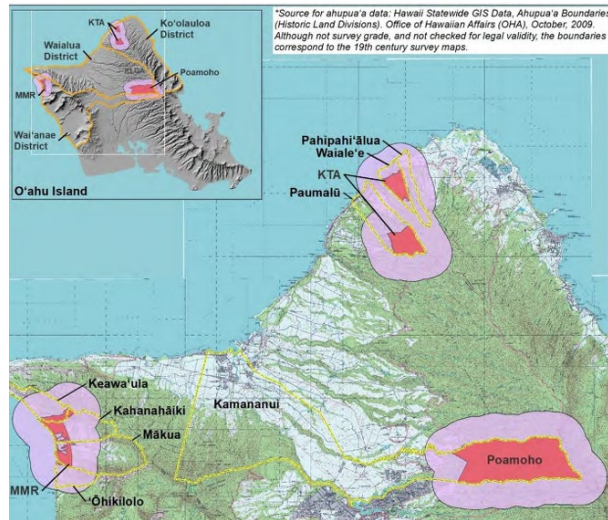 *Source for ahupua'a data: Hawaii Statewide GIS Data, Ahupua'a Boundaries
(Historic Land Divisions). Office of Hawaiian Affairs (OHA), October, 2009.
Although not survey grade, and not checked for legal validity, the boundaries
correspond to the 19th century survey maps.
KTA
Ko'olauloa
District
Waialua
District
KLOA
Poamoho
MMR
Wai'anae
District
O'ahu Island
Pahipahi'ālua
Waiale'e
KTA
Paumalū
Keawa'ula
Kahanahāiki
Kamananui
Mākua
Poamoho
MMR
'Ōhikilolo